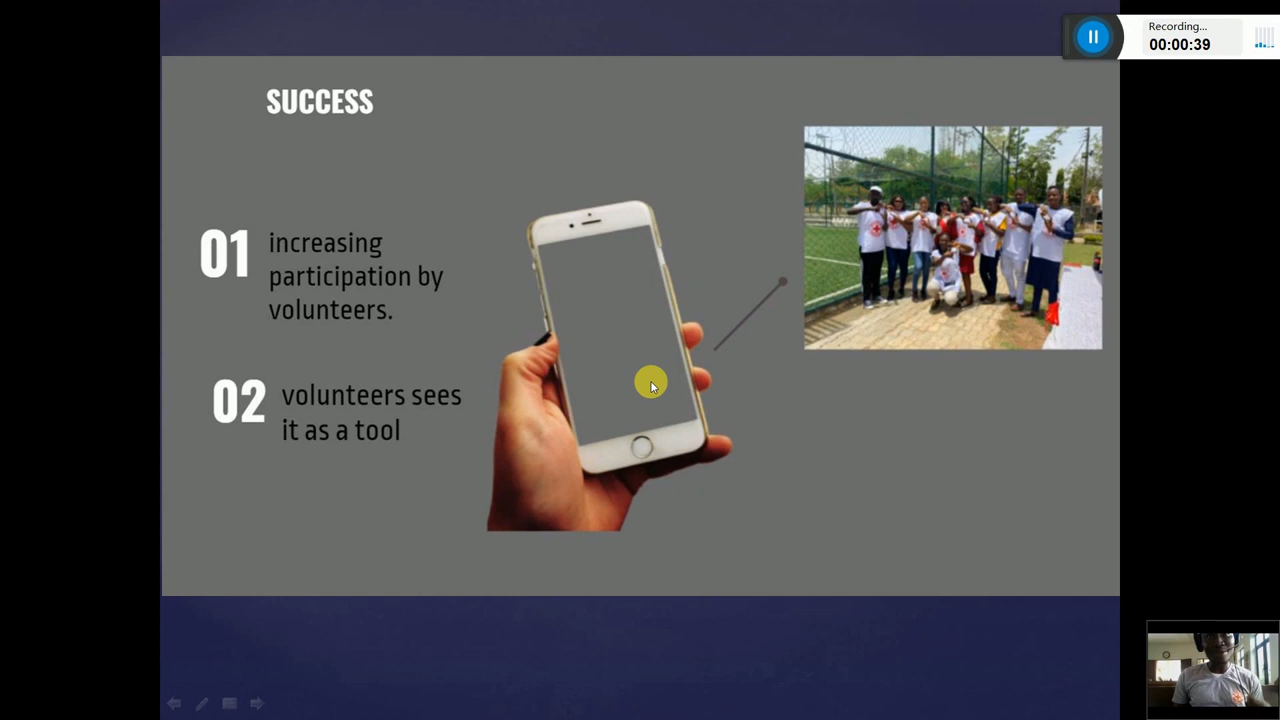 Recording...
00:00:39
SUCCESS
01
increasing
participation by
volunteers.
02
volunteers sees
it as a tool